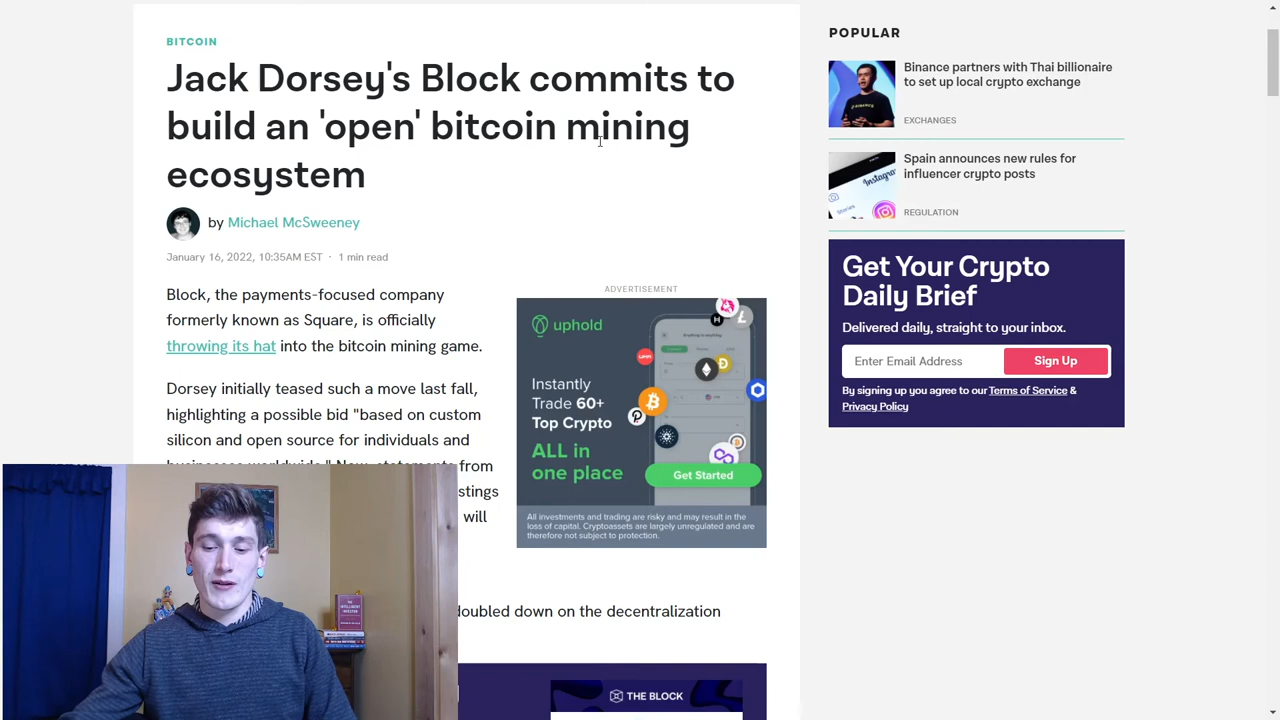 BITCOIN
Jack Dorsey's Block commits to
build an 'open' bitcoin mining
ecosystem
by Michael McSweeney
January 16, 2022, 10:35AM EST · 1 min read
Block, the payments-focused company
formerly known as Square, is officially
throwing its hat into the bitcoin mining game.
Dorsey initially teased such a move last fall,
highlighting a possible bid "based on custom
silicon and open source for individuals and
businesses worldwide." Now, statements from
stings
will
doubled down on the decentralization
ADVERTISEMENT
uphold
Instantly
Trade 60+
Top Crypto
ALL in
one place
Get Started
All investments and trading are risky and may result in the
loss of capital. Cryptoassets are largely unregulated and are
therefore not subject to protection.
THE BLOCK
POPULAR
Binance partners with Thai billionaire
to set up local crypto exchange
EXCHANGES
Spain announces new rules for
influencer crypto posts
REGULATION
Get Your Crypto
Daily Brief
Delivered daily, straight to your inbox.
Enter Email Address
Sign Up
By signing up you agree to our Terms of Service &
Privacy Policy